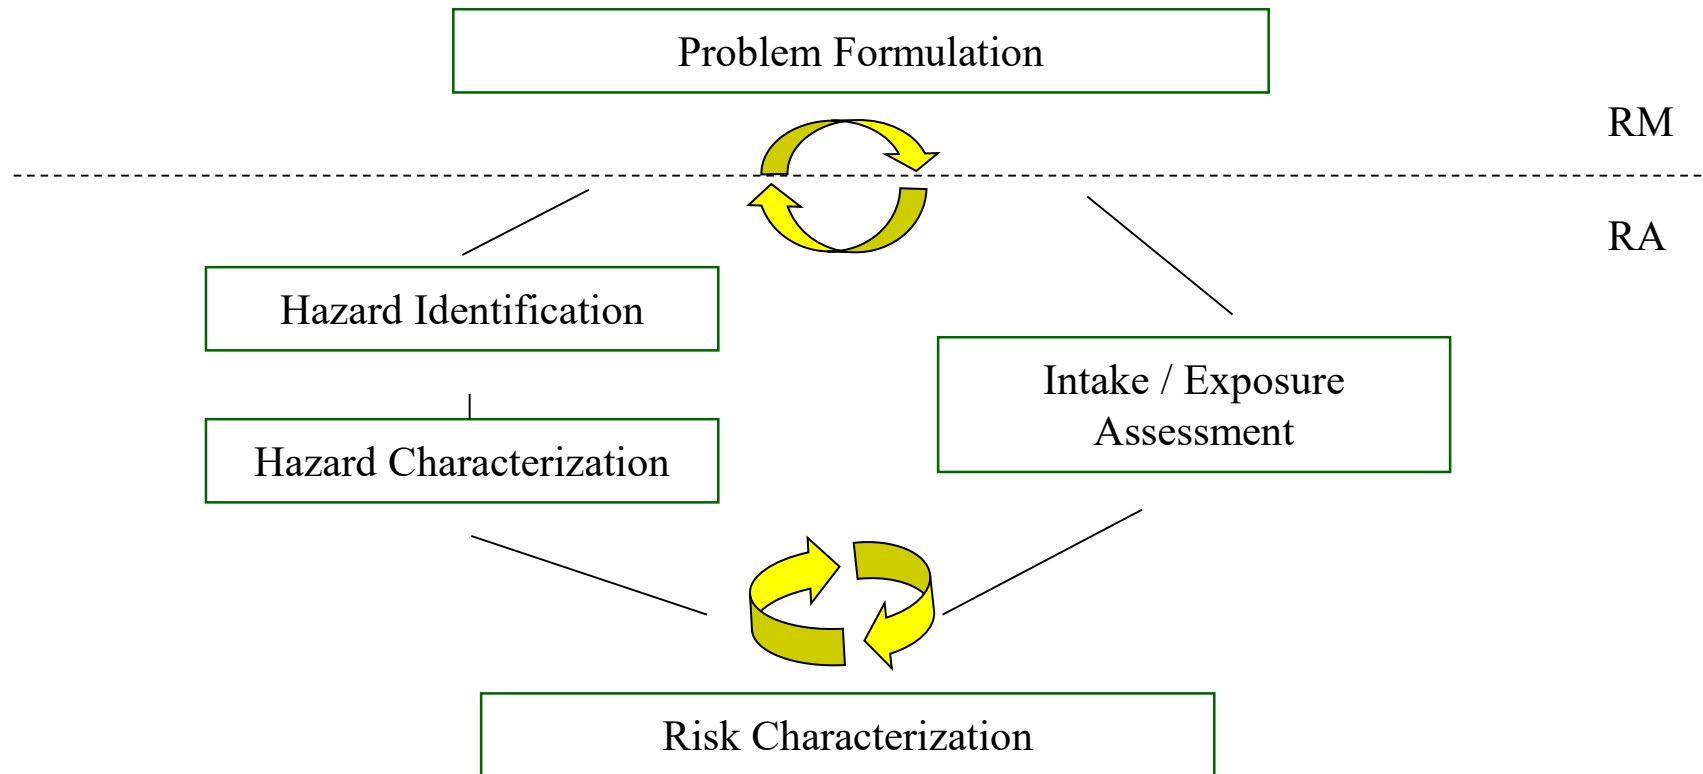 Problem Formulation
RM
RA
Hazard Identification
Intake / Exposure
Assessment
Hazard Characterization
Risk Characterization